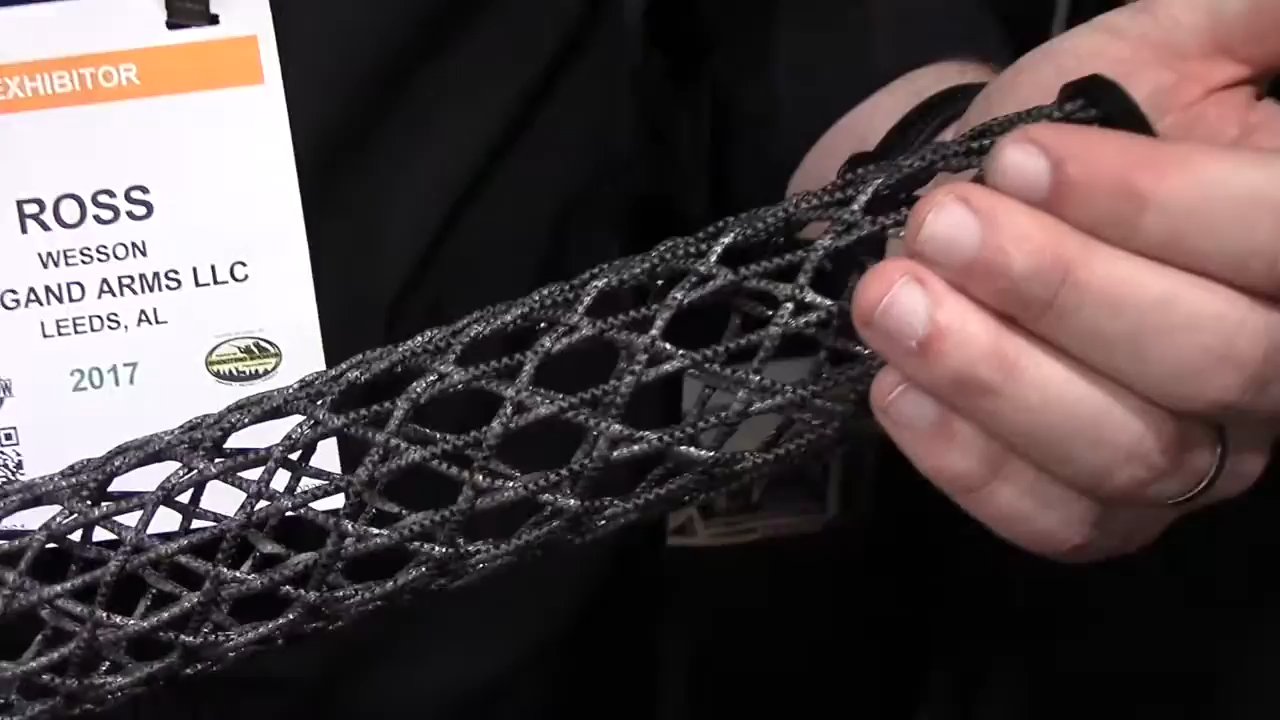 EXHIBITOR
ROSS
WESSON
GAND ARMS LLC
LEEDS, AL
2017